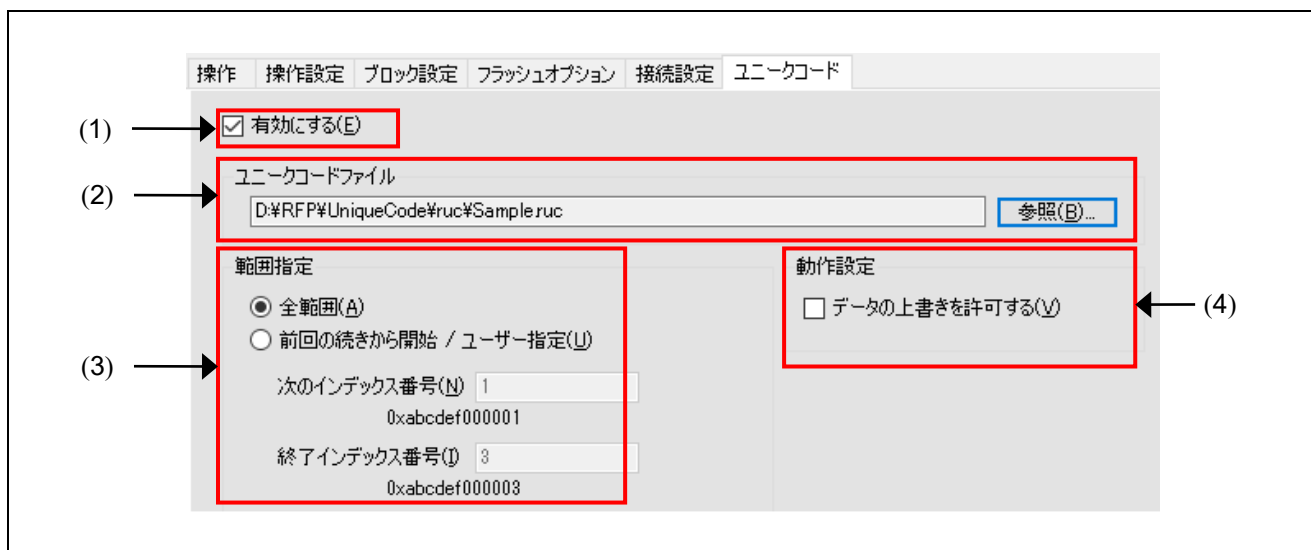 操作 操作設定 ブロック設定 フラッシュオプション 接続設定 ユニークコード
(1) 有効にする(E)
(2) ユニークコードファイル
D:¥RFP¥UniqueCode¥ruc¥Sample.ruc 参照(B)...
範囲指定 動作設定
全範囲(A) データの上書きを許可する(V) (4)
前回の続きから開始 / ユーザー指定(U)
(3) 次のインデックス番号(N) 1
0xabcdef000001
終了インデックス番号(I) 3
0xabcdef000003